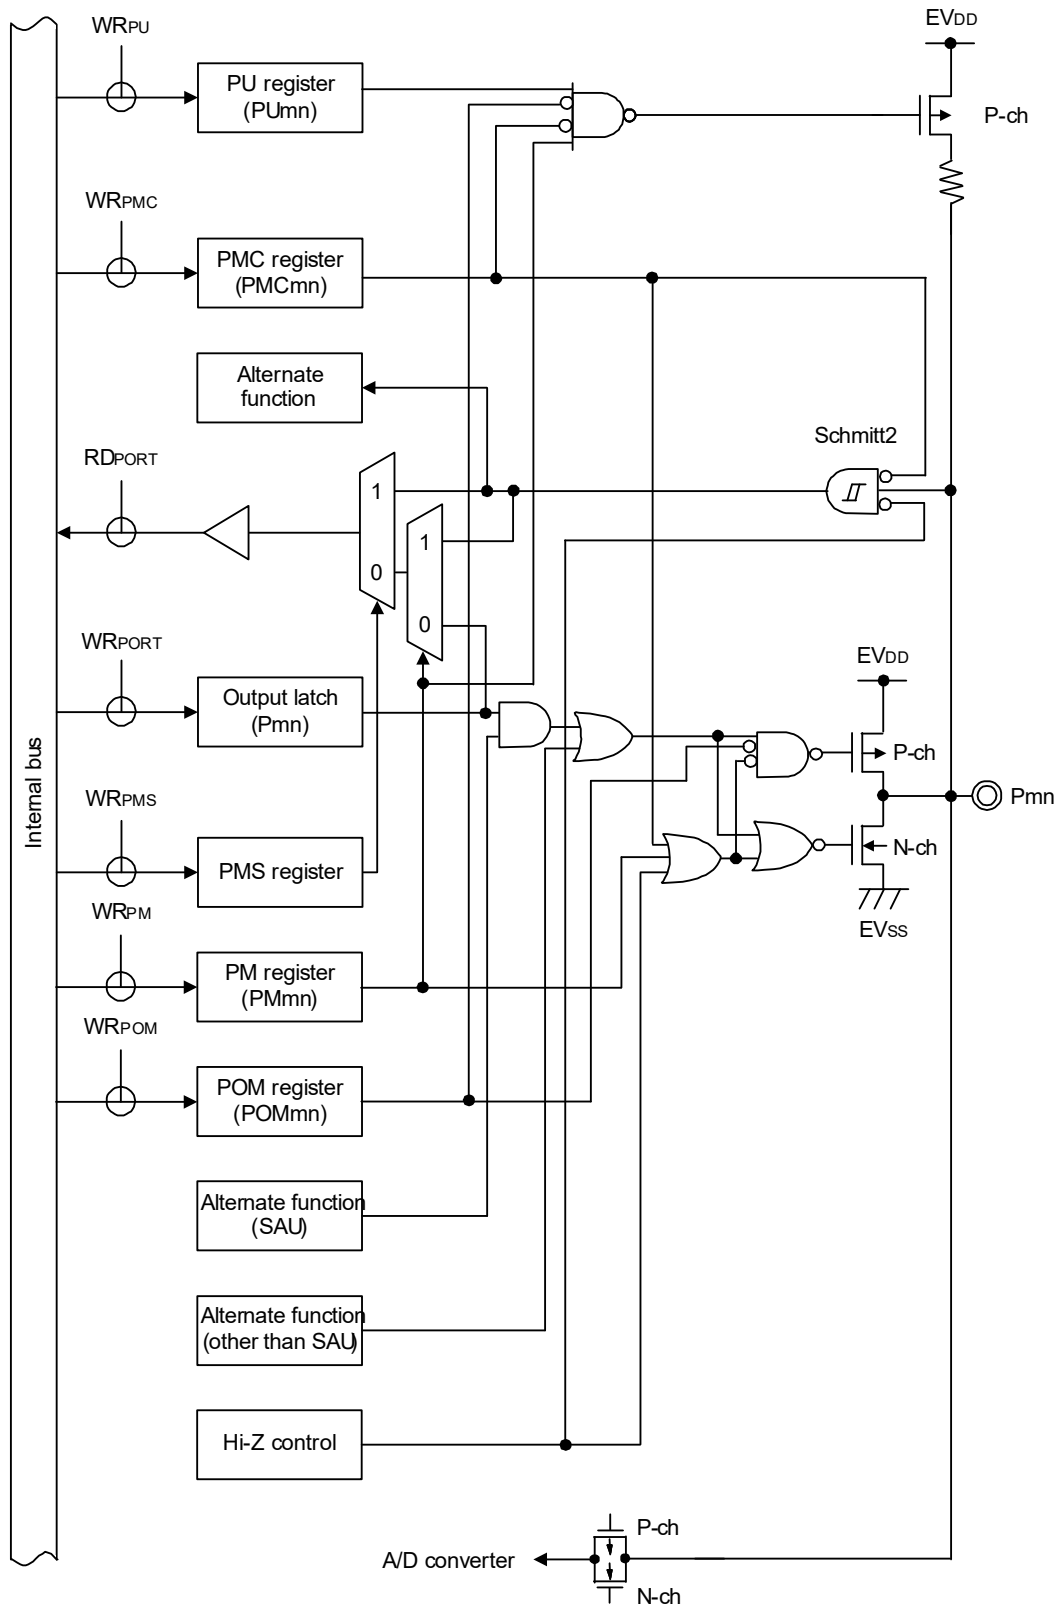 WRPU
PU register
(PUmn)
EVDD
P-ch
WRPMC
PMC register
(PMCmn)
Alternate
function
Schmitt2
RDPORT
1
0
1
0
WRPORT
Output latch
(Pmn)
EVDD
P-ch
Pmn
N-ch
EVSS
Internal bus
WRPMS
PMS register
WRPM
PM register
(PMmn)
WRPOM
POM register
(POMmn)
Alternate function
(SAU)
Alternate function
(other than SAU)
Hi-Z control
P-ch
A/D converter
N-ch